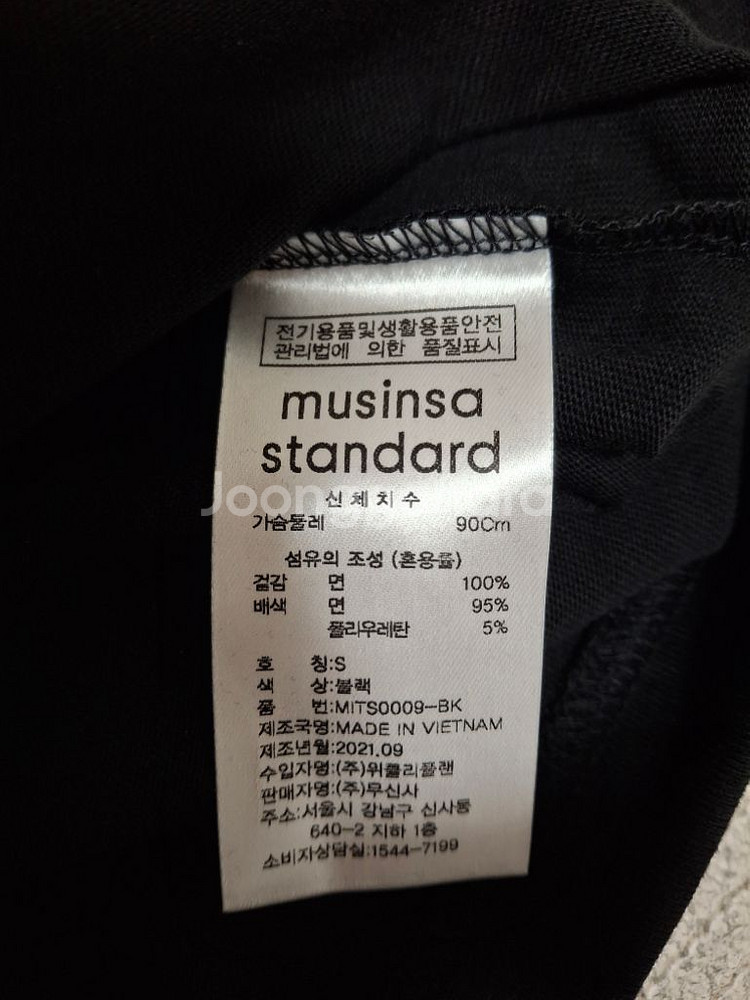 전기용품및생활용품안전
관리법에 의한 품질표시
musinsa
standard
신체치수
가슴둘레 90Cm
섬유의 조성 (혼용률)
겉감 면 100%
배색 면 95%
폴리우레탄 5%
호 칭:S
색 상:블랙
품 번:MITS0009-BK
제조국명:MADE IN VIETNAM
제조년월:2021.09
수입자명:(주)위클리플랜
판매자명:(주)무신사
주소:서울시 강남구 신사동
640-2 지하 1층
소비자상담실:1544-7199